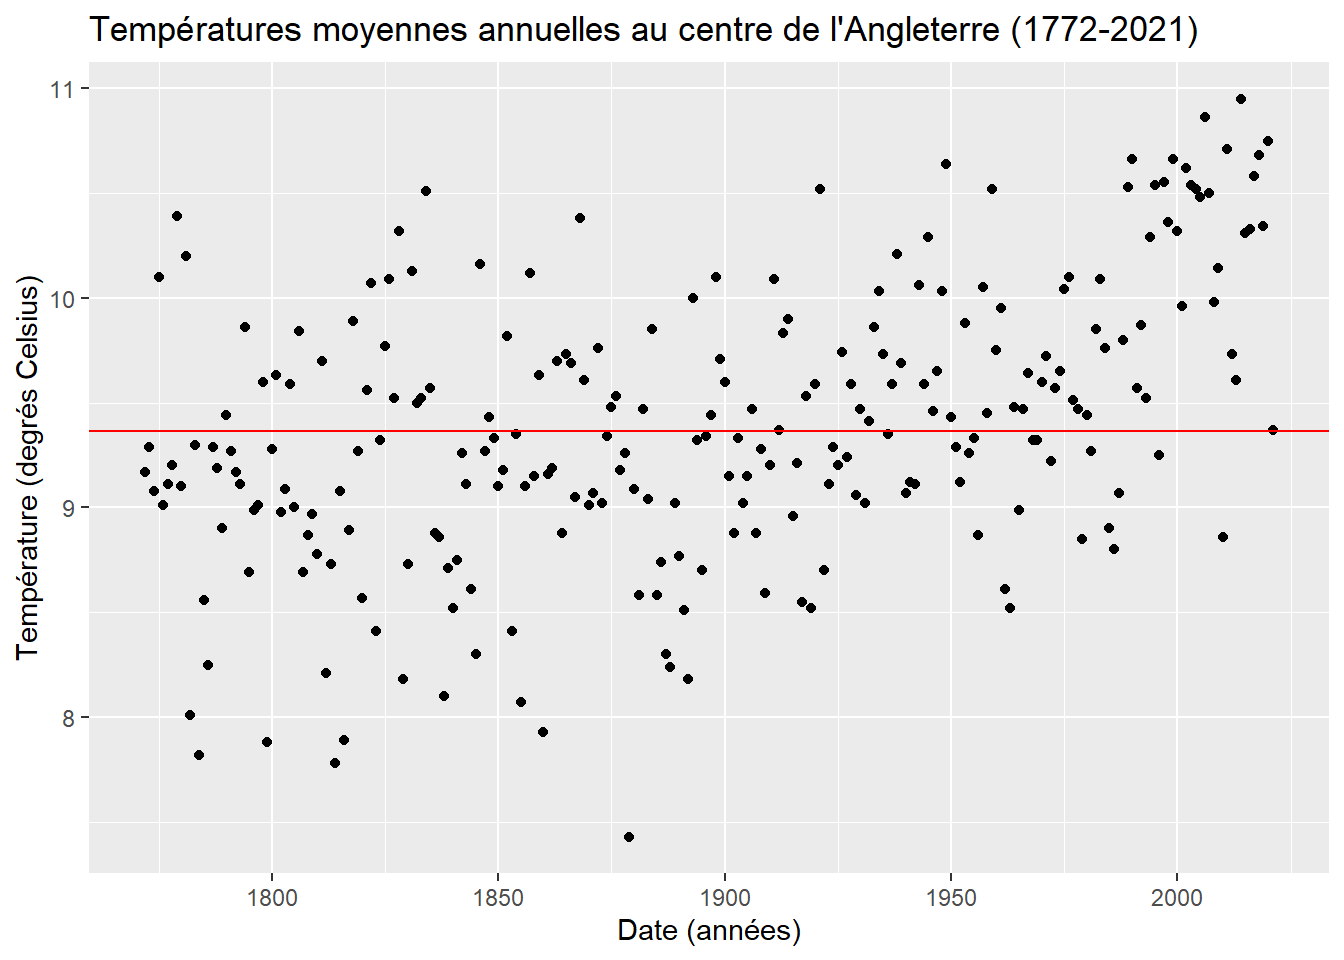 Températures moyennes annuelles au centre de l'Angleterre (1772-2021)
Température (degrés Celsius)
11
10
9
8
1800 1850 1900 1950 2000
Date (années)